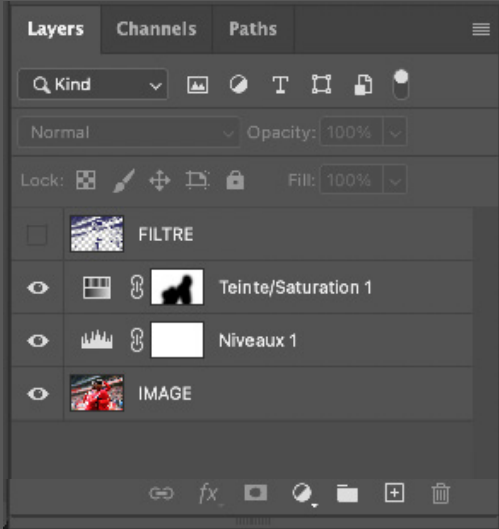 Layers Channels Paths
Kind
Normal Opacity: 100%
Lock: Fill: 100%
FILTRE
Teinte/Saturation 1
Niveaux 1
IMAGE
fx